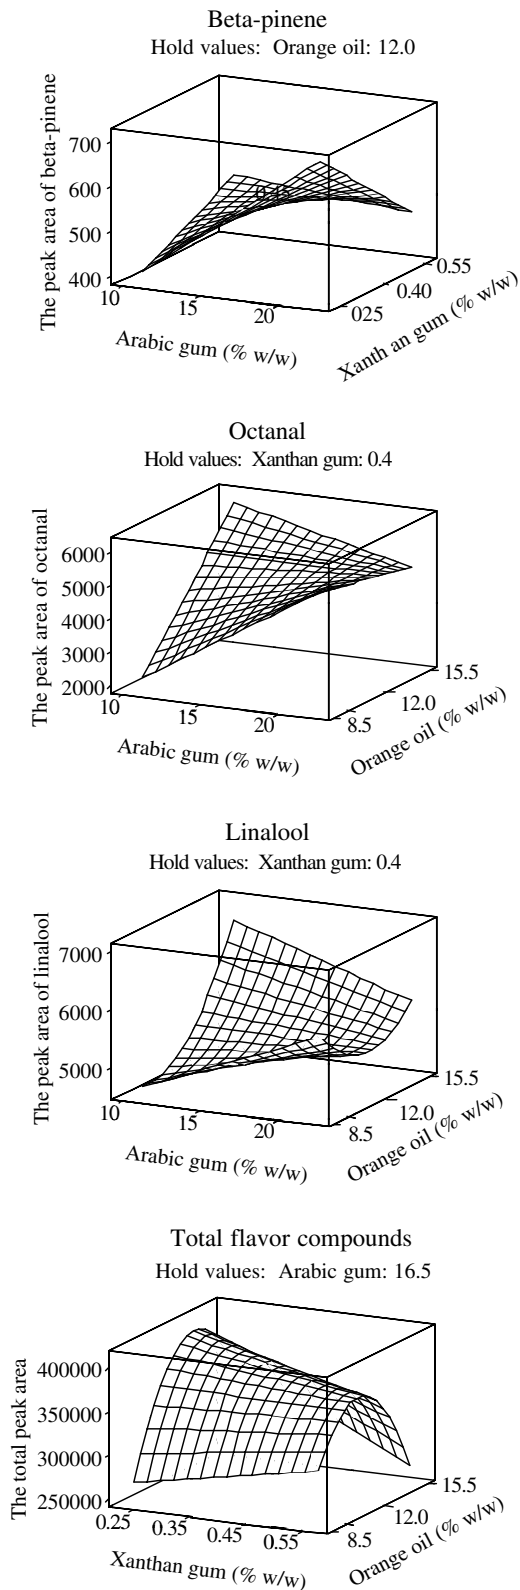 Beta-pinene
Hold values: Orange oil: 12.0
The peak area of beta-pinene
700
600
500
400
0.45
10
15
20
025
0.40
0.55
Arabic gum (% w/w)
Xanth an gum (% w/w)
Octanal
Hold values: Xanthan gum: 0.4
The peak area of octanal
6000
5000
4000
3000
2000
10
15
20
8.5
12.0
15.5
Arabic gum (% w/w)
Orange oil (% w/w)
Linalool
Hold values: Xanthan gum: 0.4
The peak area of linalool
7000
6000
5000
10
15
20
8.5
12.0
15.5
Arabic gum (% w/w)
Orange oil (% w/w)
Total flavor compounds
Hold values: Arabic gum: 16.5
The total peak area
400000
350000
300000
250000
0.25
0.35
0.45
0.55
8.5
12.0
15.5
Xanthan gum (% w/w)
Orange oil (% w/w)